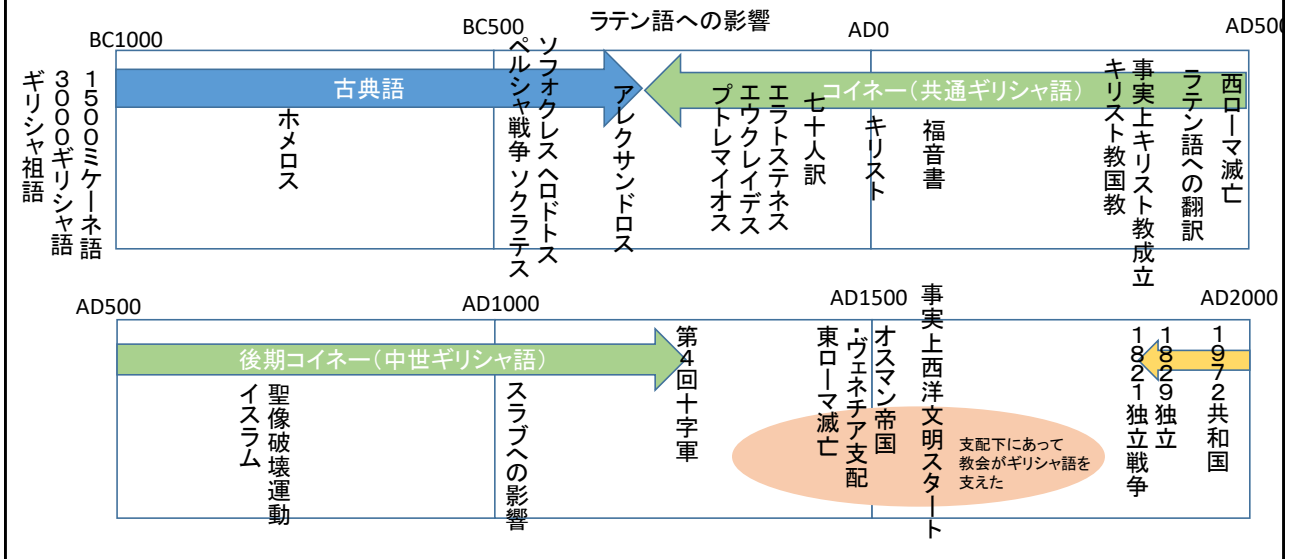 ラテン語への影響
BC1000
BC500
AD0
AD500
古典語
コイネー(共通ギリシャ語)
ギリシャ祖語
3000ギリシャ語
1500ミケーネ語
ホメロス
ペルシャ戦争 ソクラテス
ソフォクレス ヘロドトス
アレクサンドロス
プトレマイオス
エウクレイデス
エラトステネス
七十人訳
キリスト
福音書
キリスト教国教
事実上キリスト教成立
ラテン語への翻訳
西ローマ滅亡
AD500
AD1000
AD1500
AD2000
後期コイネー(中世ギリシャ語)
イスラム
聖像破壊運動
スラブへの影響
第4回十字軍
東ローマ滅亡
・ヴェネチア支配
オスマン帝国
事実上西洋文明スタート
支配下にあって
教会がギリシャ語を
支えた
1821独立戦争
1829独立
1972共和国